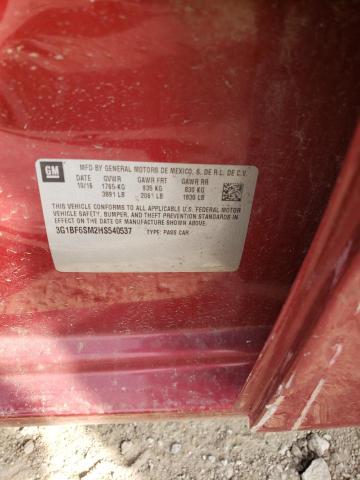 GM
MFD BY GENERAL MOTORS DE MEXICO, S. DE R.L. DE C.V.
DATE GVWR GAWR FRT GAWR RR
10/16 1765-KG 935 KG 830 KG
3891 LB 2061 LB 1830 LB
THIS VEHICLE CONFORMS TO ALL APPLICABLE U.S. FEDERAL MOTOR
VEHICLE SAFETY, BUMPER, AND THEFT PREVENTION STANDARDS IN
EFFECT ON THE DATE OF MANUFACTURE SHOWN ABOVE.
3G1BF6SM2HS540537 TYPE: PASS CAR